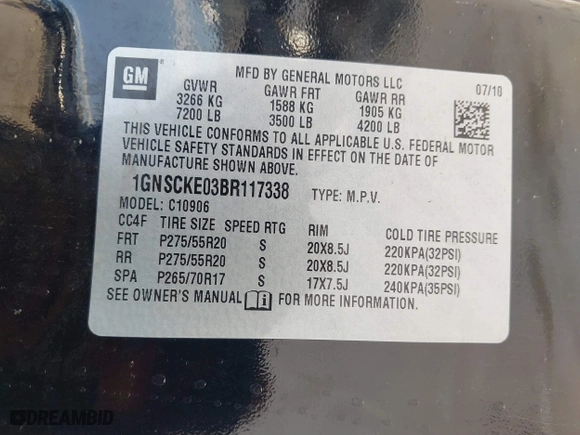 GM
MFD BY GENERAL MOTORS LLC
07/10
GVWR GAWR FRT GAWR RR
3266 KG 1588 KG 1905 KG
7200 LB 3500 LB 4200 LB
THIS VEHICLE CONFORMS TO ALL APPLICABLE U.S. FEDERAL MOTOR
VEHICLE SAFETY STANDARDS IN EFFECT ON THE DATE OF
MANUFACTURE SHOWN ABOVE.
1GNSCKE03BR117338 TYPE: M.P.V.
MODEL: C10906
CC4F TIRE SIZE SPEED RTG RIM COLD TIRE PRESSURE
FRT P275/55R20 S 20X8.5J 220KPA(32PSI)
RR P275/55R20 S 20X8.5J 220KPA(32PSI)
SPA P265/70R17 S 17X7.5J 240KPA(35PSI)
SEE OWNER'S MANUAL FOR MORE INFORMATION.
DREAMBID